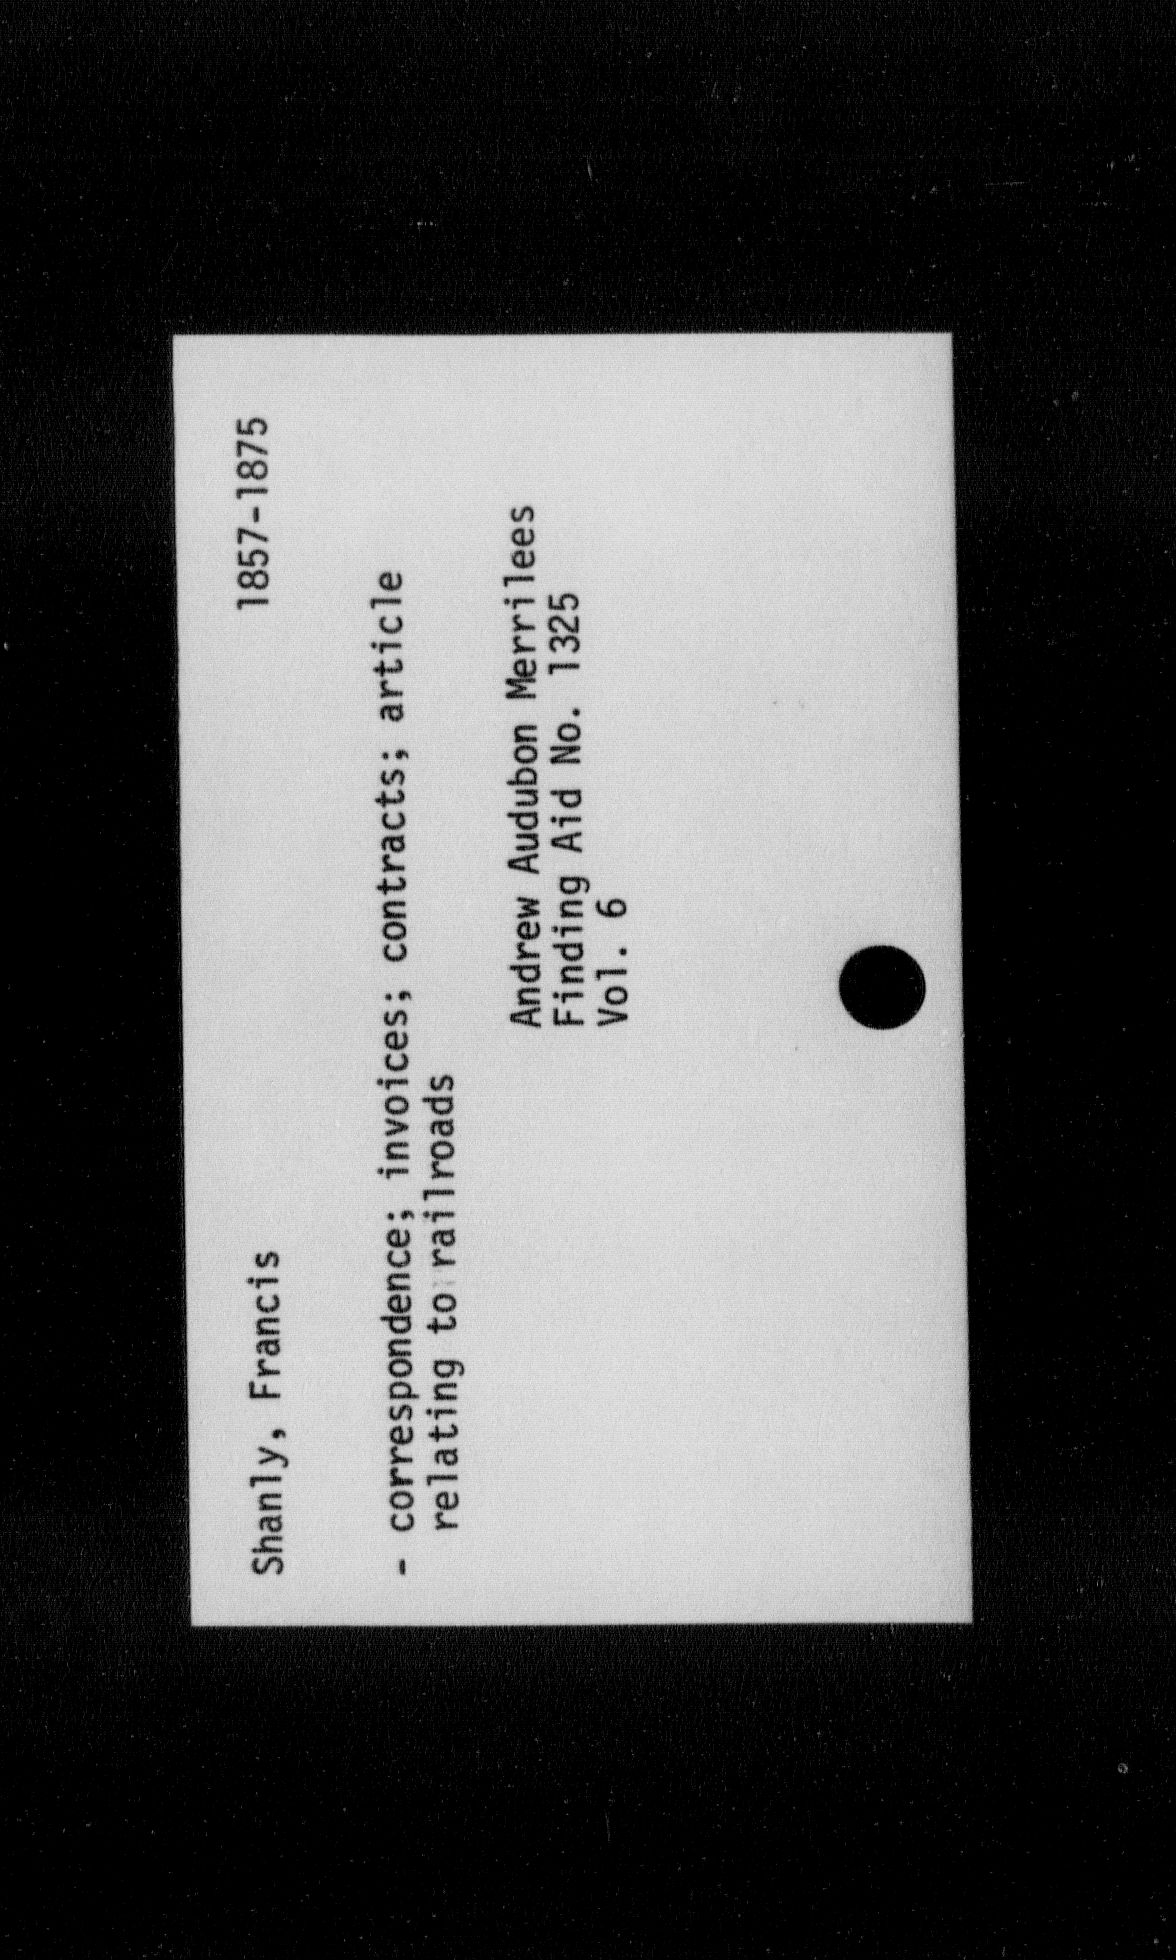 Shanly, Francis 1857-1875
- correspondence; invoices; contracts; article
relating to railroads
Andrew Audubon Merrilees
Finding Aid No. 1325
Vol. 6